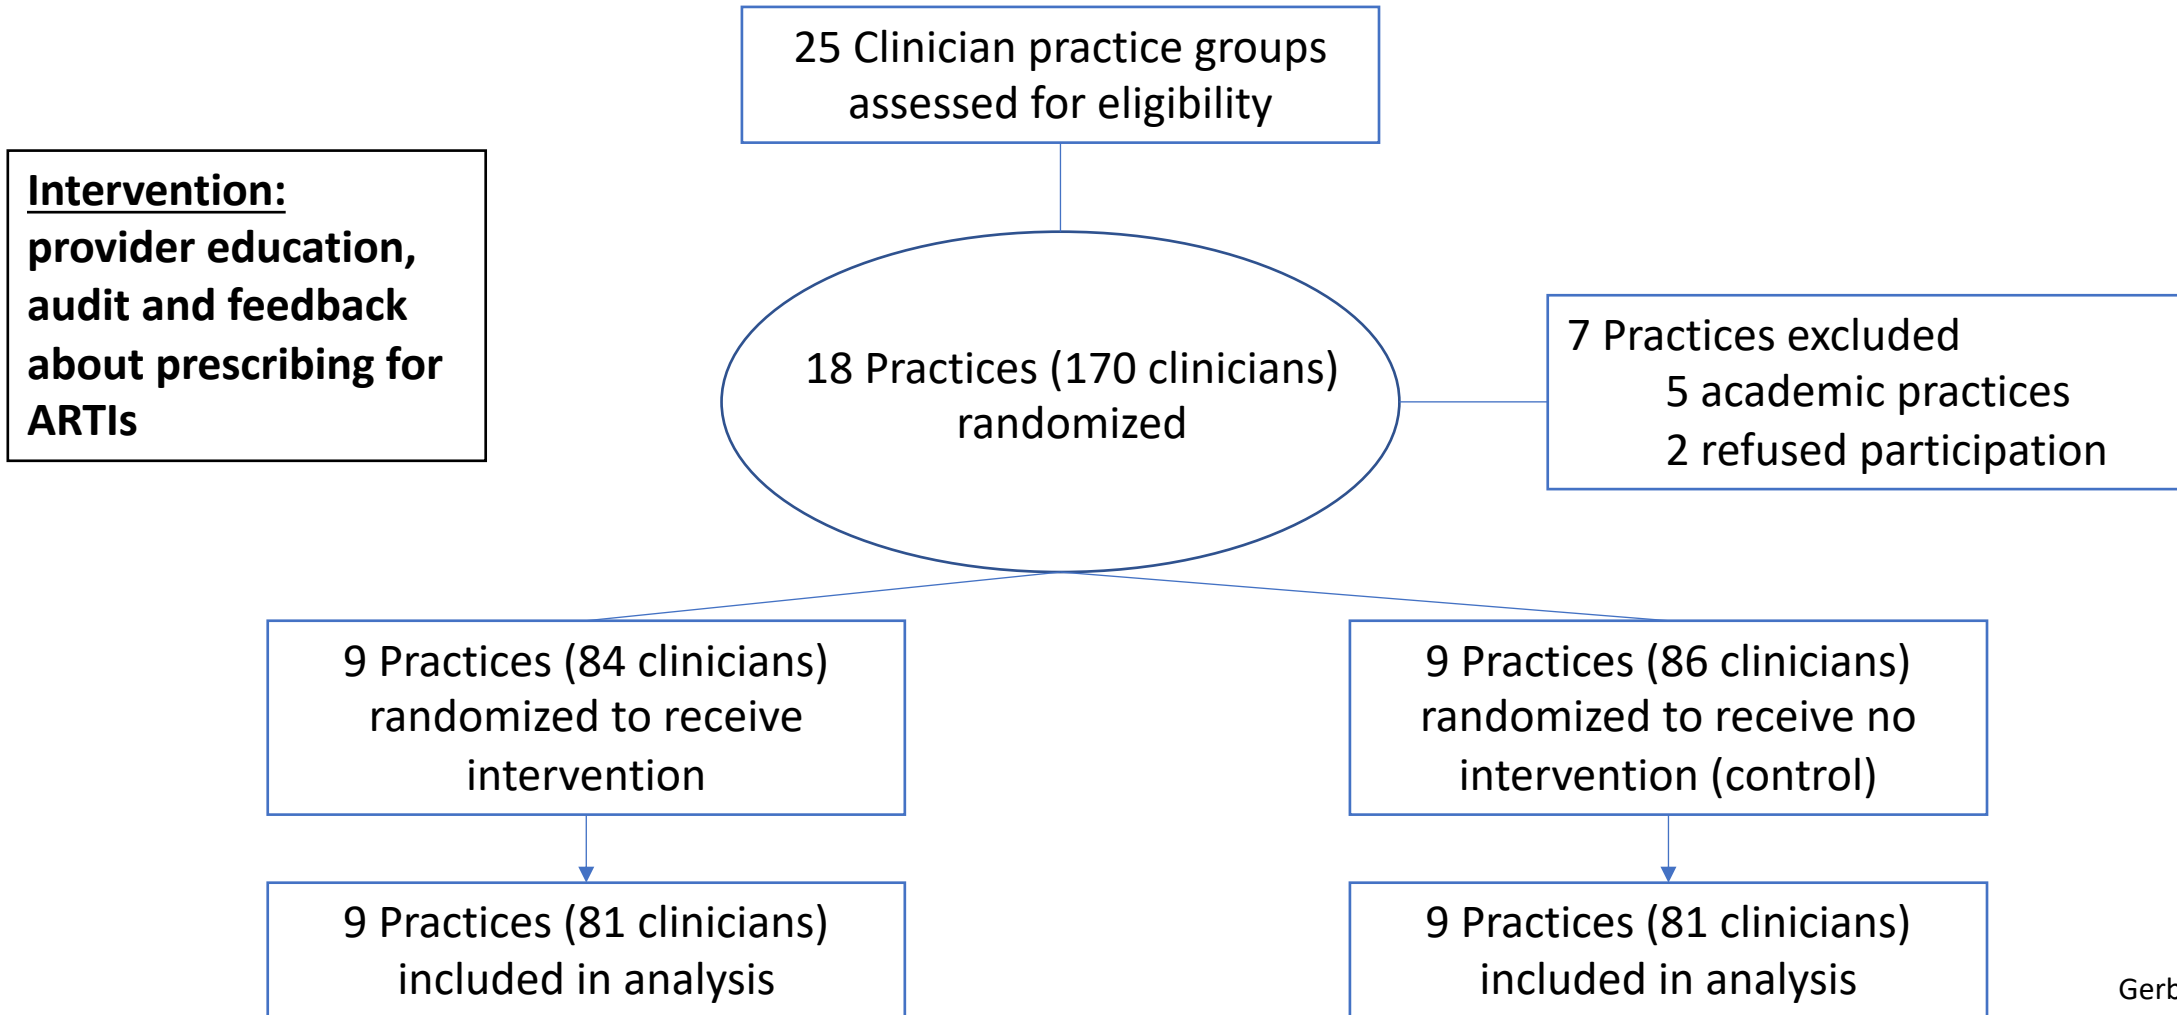 25 Clinician practice groups
assessed for eligibility
Intervention:
provider education,
audit and feedback
about prescribing for
ARTIs
18 Practices (170 clinicians)
randomized
7 Practices excluded
5 academic practices
2 refused participation
9 Practices (84 clinicians)
randomized to receive
intervention
9 Practices (86 clinicians)
randomized to receive no
intervention (control)
9 Practices (81 clinicians)
included in analysis
9 Practices (81 clinicians)
included in analysis
Gerb